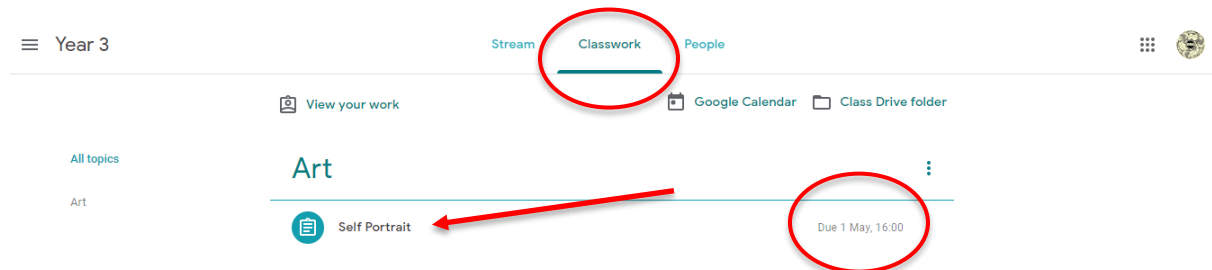 Year 3
Stream Classwork People
View your work
Google Calendar Class Drive folder
All topics
Art
Art
Self Portrait
Due 1 May, 16:00